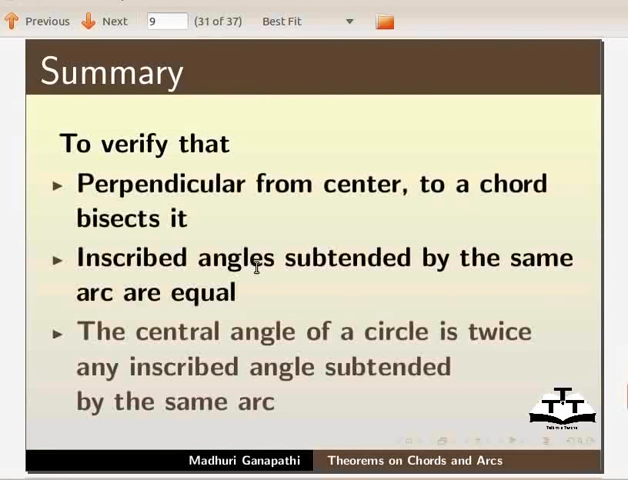 Previous Next 9 (31 of 37) Best Fit
Summary
To verify that
Perpendicular from center, to a chord
bisects it
Inscribed angles subtended by the same
arc are equal
The central angle of a circle is twice
any inscribed angle subtended
by the same arc
TTT
Madhuri Ganapathi Theorems on Chords and Arcs